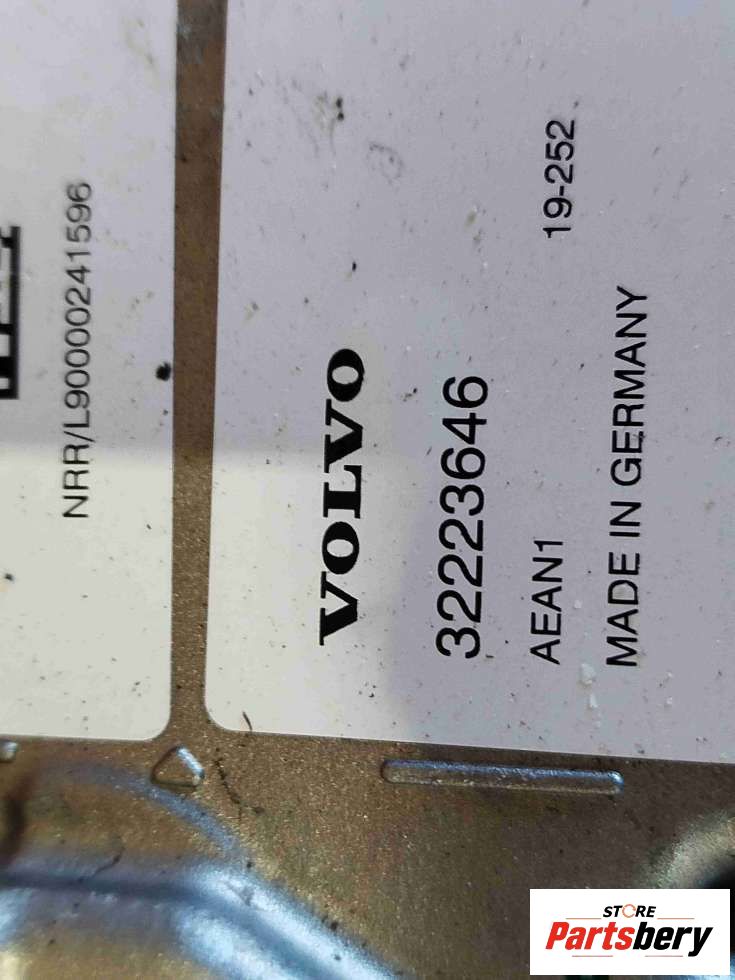 NRR/L90000241596
VOLVO
32223646
AEAN1 19-252
MADE IN GERMANY
STORE
Partsbery